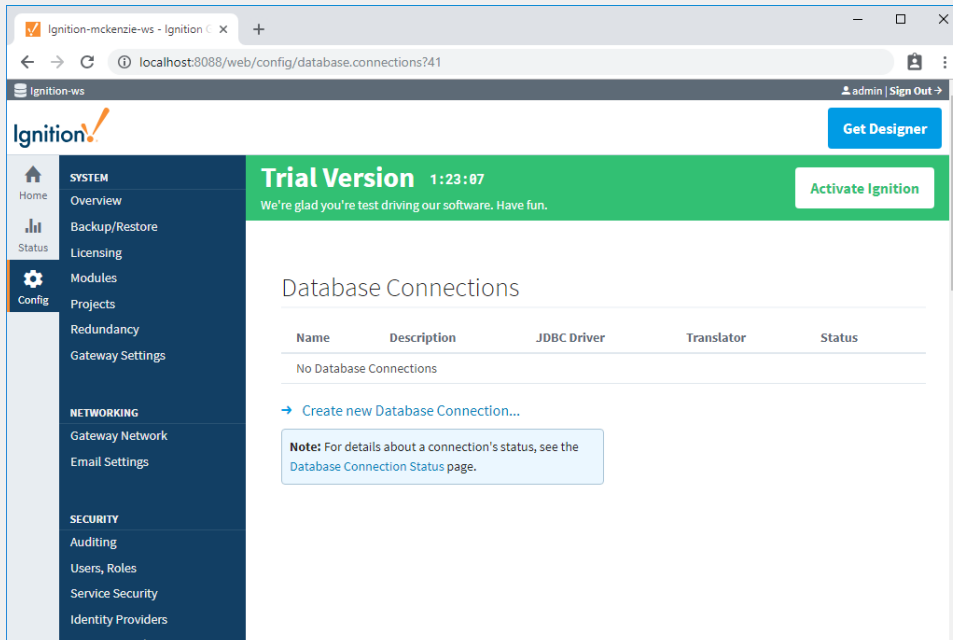 Ignition-mckenzie-ws - Ignition G
localhost:8088/web/config/database.connections?41
Ignition-ws
admin | Sign Out
Ignition!
Get Designer
Home
Status
Config
SYSTEM
Overview
Backup/Restore
Licensing
Modules
Projects
Redundancy
Gateway Settings
NETWORKING
Gateway Network
Email Settings
SECURITY
Auditing
Users, Roles
Service Security
Identity Providers
Trial Version 1:23:07
We're glad you're test driving our software. Have fun.
Activate Ignition
Database Connections
Name Description JDBC Driver Translator Status
No Database Connections
→ Create new Database Connection...
Note: For details about a connection's status, see the
Database Connection Status page.